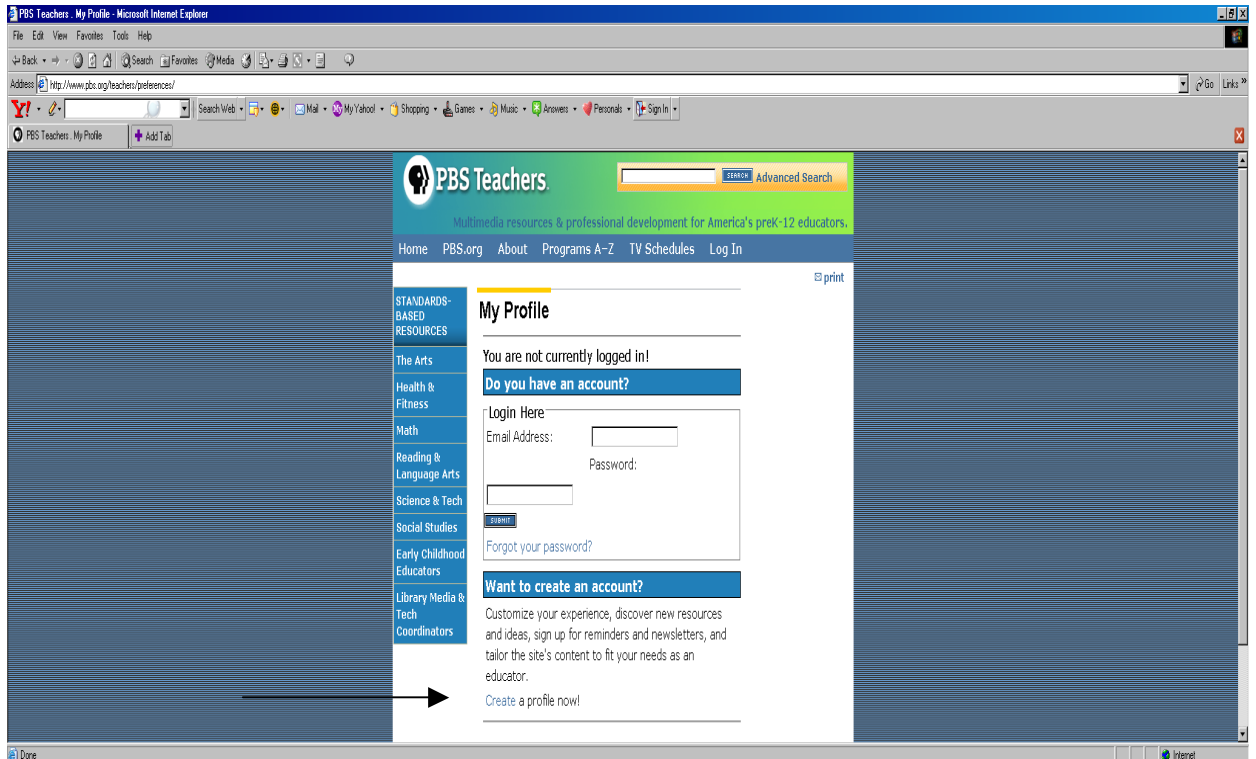 PBS Teachers . My Profile - Microsoft Internet Explorer
File Edit View Favorites Tools Help
Back Search Favorites Media
Address http://www.pbs.org/teachers/preferences/ Go Links »
Y! Search Web Mail My Yahoo! Shopping Games Music Answers Personals Sign In
PBS Teachers . My Profile Add Tab
PBS Teachers.
SEARCH Advanced Search
Multimedia resources & professional development for America's preK-12 educators.
Home PBS.org About Programs A-Z TV Schedules Log In
print
STANDARDS-
BASED
RESOURCES
The Arts
Health &
Fitness
Math
Reading &
Language Arts
Science & Tech
Social Studies
Early Childhood
Educators
Library Media &
Tech
Coordinators
My Profile
You are not currently logged in!
Do you have an account?
Login Here
Email Address:
Password:
SUBMIT
Forgot your password?
Want to create an account?
Customize your experience, discover new resources
and ideas, sign up for reminders and newsletters, and
tailor the site's content to fit your needs as an
educator.
Create a profile now!
Done Internet